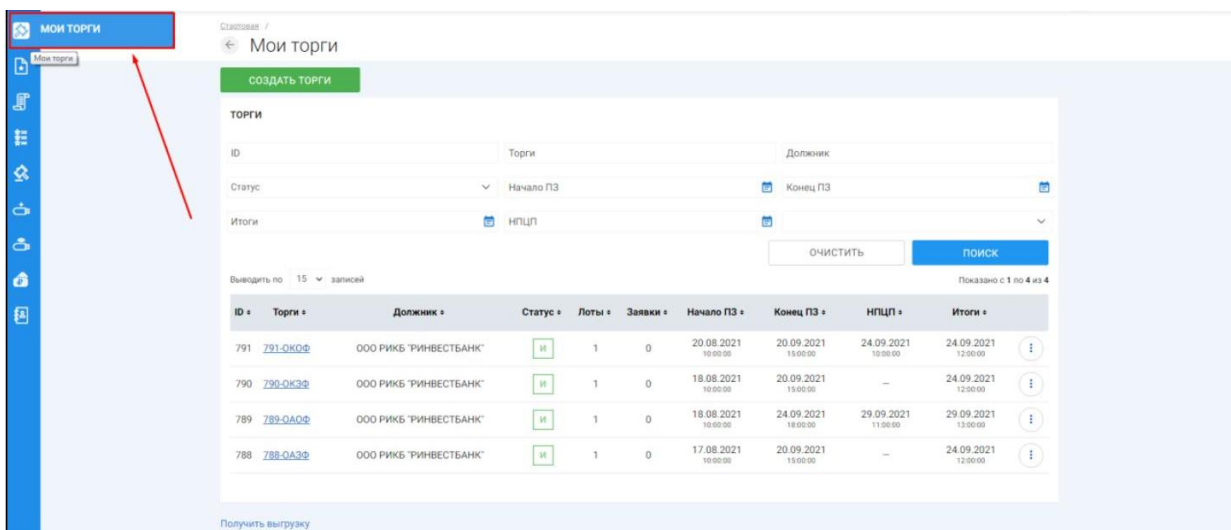 МОИ ТОРГИ
Мои торги
Стартовая /
Мои торги
СОЗДАТЬ ТОРГИ
ТОРГИ
ID Торги Должник
Статус Начало ПЗ Конец ПЗ
Итоги НПЦП
ОЧИСТИТЬ ПОИСК
Выводить по 15 записей Показано с 1 по 4 из 4
ID Торги Должник Статус Лоты Заявки Начало ПЗ Конец ПЗ НПЦП Итоги
791 791-ОКОФ ООО РИКБ "РИНВЕСТБАНК" И 1 0 20.08.2021 20.09.2021 24.09.2021 24.09.2021
10:00:00 15:00:00 10:00:00 12:00:00
790 790-ОКЗФ ООО РИКБ "РИНВЕСТБАНК" И 1 0 18.08.2021 20.09.2021 — 24.09.2021
10:00:00 15:00:00 12:00:00
789 789-ОАОФ ООО РИКБ "РИНВЕСТБАНК" И 1 0 18.08.2021 24.09.2021 29.09.2021 29.09.2021
10:00:00 18:00:00 11:00:00 13:00:00
788 788-ОАЗФ ООО РИКБ "РИНВЕСТБАНК" И 1 0 17.08.2021 20.09.2021 — 24.09.2021
10:00:00 15:00:00 12:00:00
Получить выгрузку